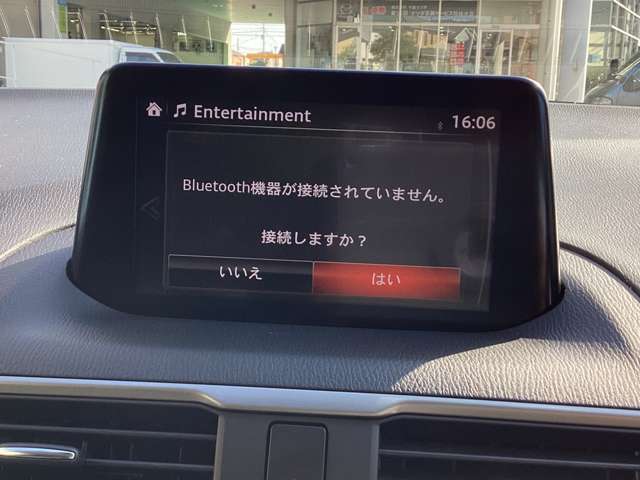 Entertainment
16:06
Bluetooth機器が接続されていません。
接続しますか？
いいえ
はい